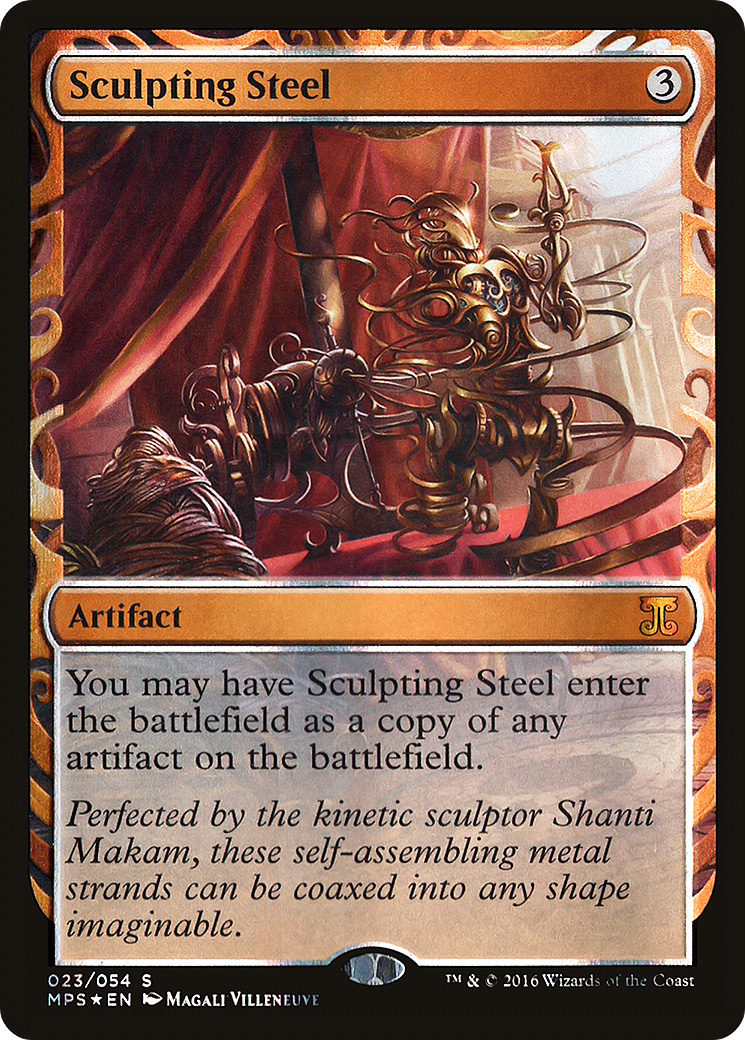 Sculpting Steel 3
Artifact
You may have Sculpting Steel enter
the battlefield as a copy of any
artifact on the battlefield.
Perfected by the kinetic sculptor Shanti
Makam, these self-assembling metal
strands can be coaxed into any shape
imaginable.
023/054 S
MPS★EN Magali Villeneuve
™ & © 2016 Wizards of the Coast